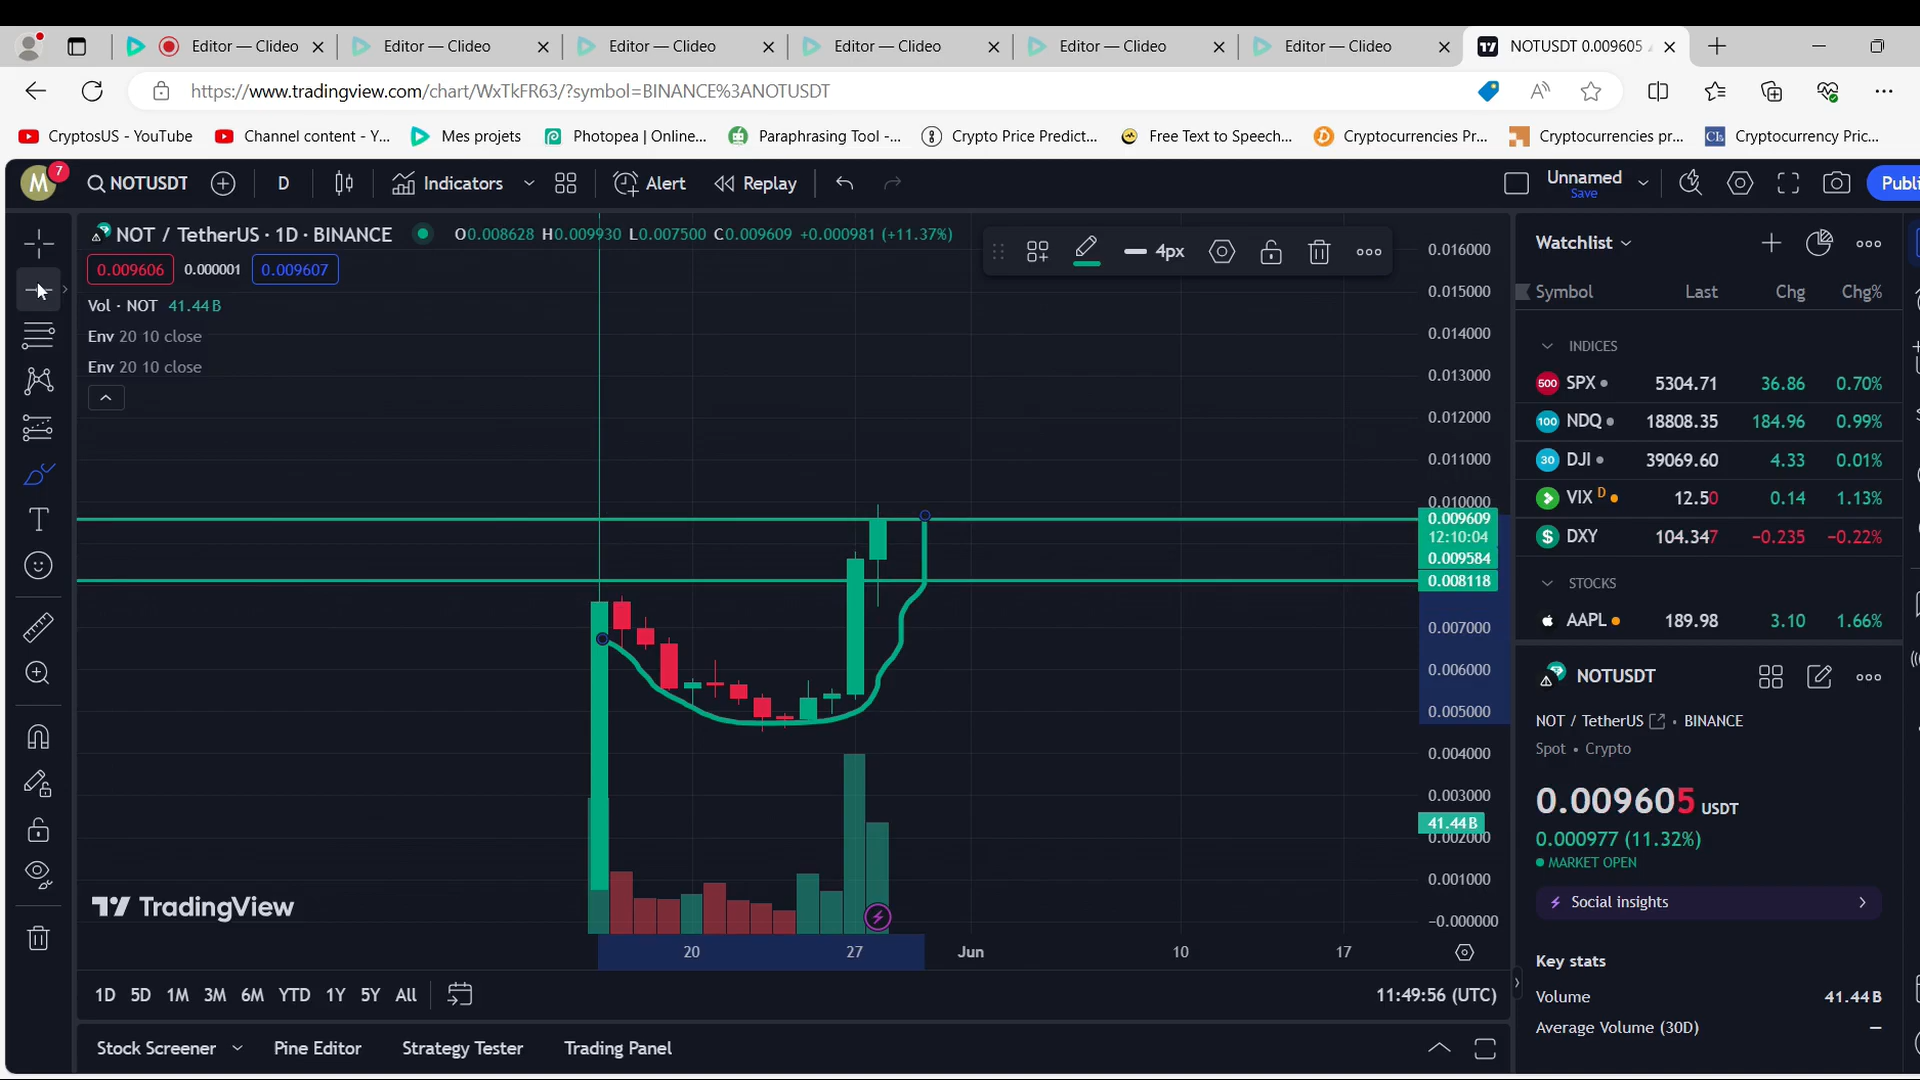 Editor — Clideo
Editor — Clideo
Editor — Clideo
Editor — Clideo
Editor — Clideo
Editor — Clideo
NOTUSDT 0.009605
https://www.tradingview.com/chart/WxTkFR63/?symbol=BINANCE%3ANOTUSDT
CryptosUS - YouTube
Channel content - Y...
Mes projets
Photopea | Online...
Paraphrasing Tool -...
Crypto Price Predict...
Free Text to Speech...
Cryptocurrencies Pr...
Cryptocurrencies pr...
Cryptocurrency Pric...
M 7
NOTUSDT
D
Indicators
Alert
Replay
Unnamed
Save
Publi
NOT / TetherUS · 1D · BINANCE
O0.008628 H0.009930 L0.007500 C0.009609 +0.000981 (+11.37%)
0.009606 0.000001 0.009607
Vol · NOT 41.44B
Env 20 10 close
Env 20 10 close
4px
0.016000
0.015000
0.014000
0.013000
0.012000
0.011000
0.010000
0.009609
12:10:04
0.009584
0.008118
0.007000
0.006000
0.005000
0.004000
0.003000
41.44B
0.002000
0.001000
−0.000000
TradingView
20 27 Jun 10 17
1D 5D 1M 3M 6M YTD 1Y 5Y All
11:49:56 (UTC)
Stock Screener
Pine Editor
Strategy Tester
Trading Panel
Watchlist
Symbol Last Chg Chg%
INDICES
500 SPX 5304.71 36.86 0.70%
100 NDQ 18808.35 184.96 0.99%
30 DJI 39069.60 4.33 0.01%
VIX D 12.50 0.14 1.13%
$ DXY 104.347 −0.235 −0.22%
STOCKS
AAPL 189.98 3.10 1.66%
NOTUSDT
NOT / TetherUS · BINANCE
Spot • Crypto
0.009605 USDT
0.000977 (11.32%)
MARKET OPEN
Social insights
Key stats
Volume 41.44B
Average Volume (30D) —